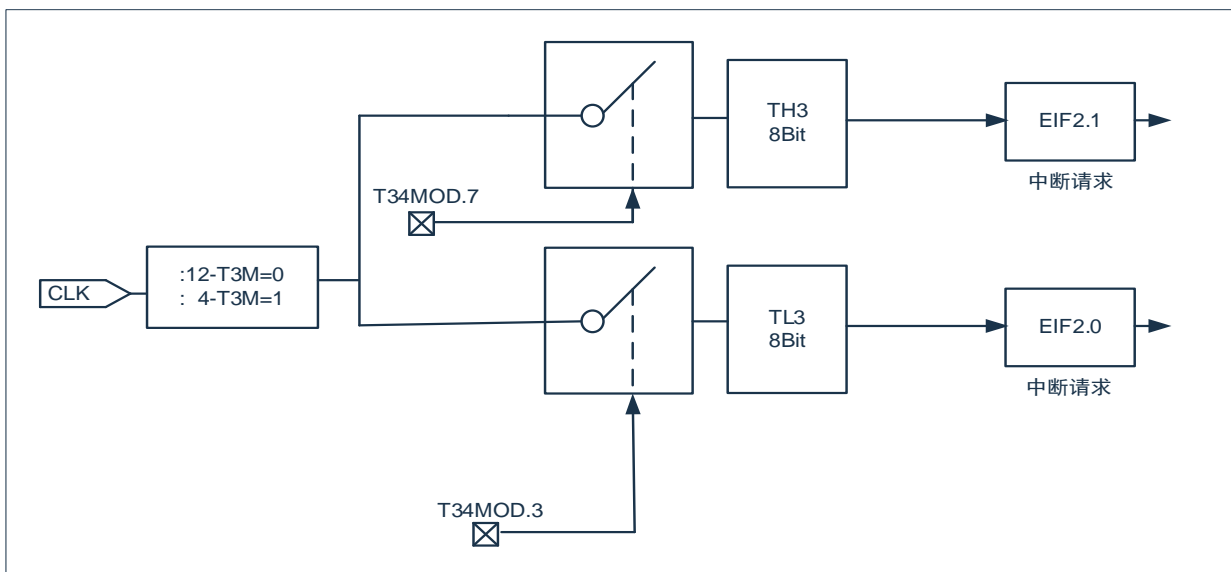 TH3
8Bit
EIF2.1
中断请求
T34MOD.7
CLK
:12-T3M=0
: 4-T3M=1
TL3
8Bit
EIF2.0
中断请求
T34MOD.3